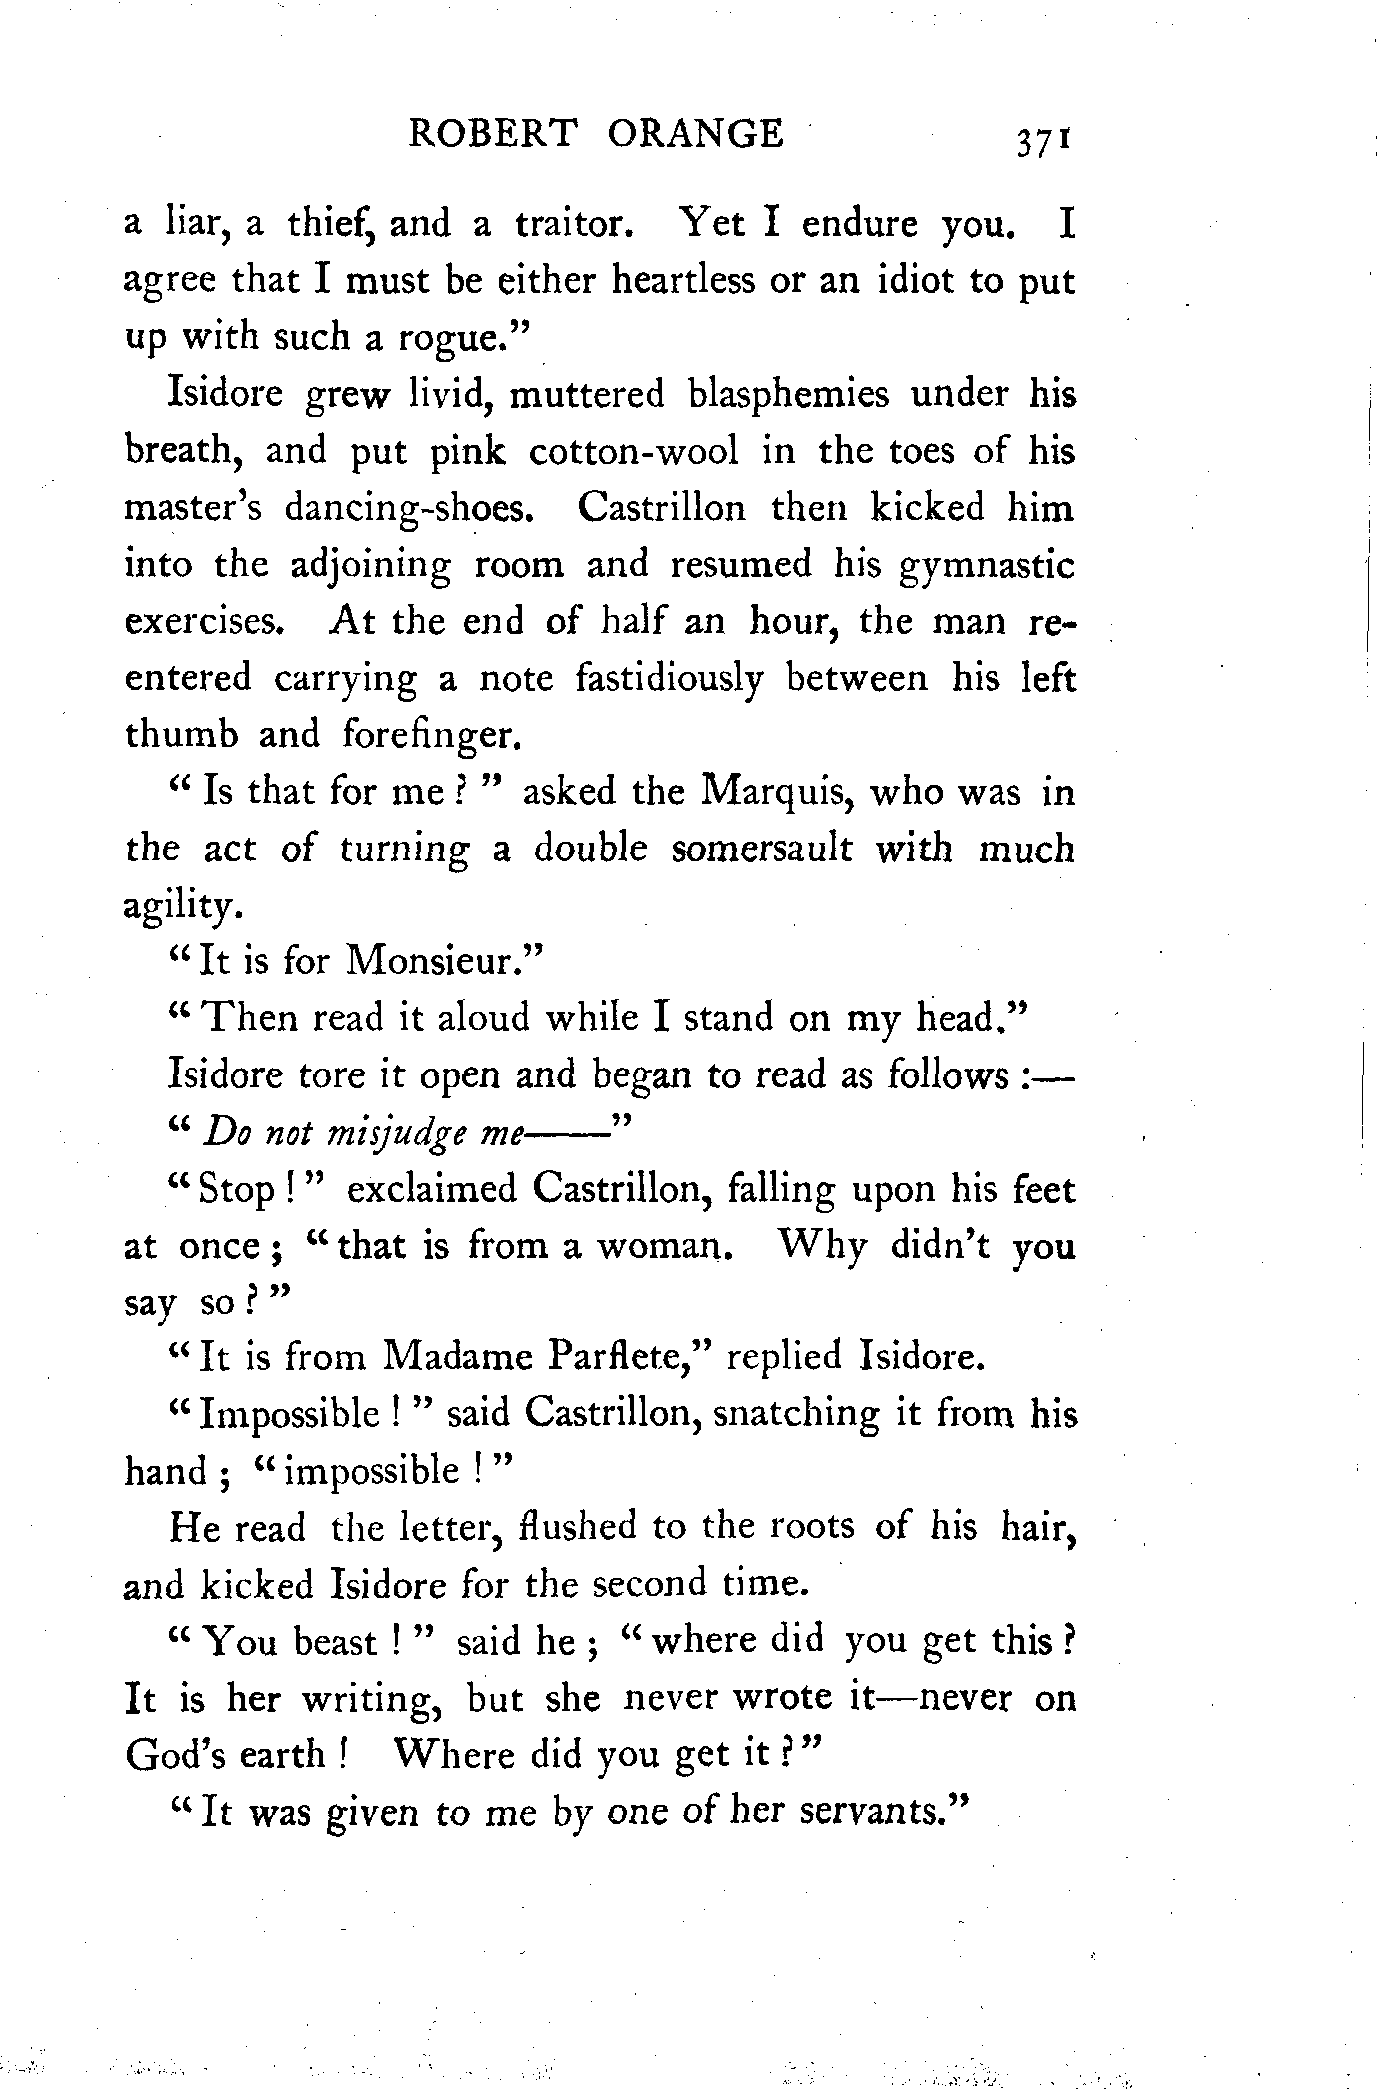 ROBERT ORANGE 371
a liar, a thief, and a traitor. Yet I endure you. I
agree that I must be either heartless or an idiot to put
up with such a rogue.”
Isidore grew livid, muttered blasphemies under his
breath, and put pink cotton-wool in the toes of his
master’s dancing-shoes. Castrillon then kicked him
into the adjoining room and resumed his gymnastic
exercises. At the end of half an hour, the man re-
entered carrying a note fastidiously between his left
thumb and forefinger.
“ Is that for me ? ” asked the Marquis, who was in
the act of turning a double somersault with much
agility.
“ It is for Monsieur.”
“ Then read it aloud while I stand on my head.”
Isidore tore it open and began to read as follows :—
“ Do not misjudge me——”
“ Stop ! ” exclaimed Castrillon, falling upon his feet
at once ; “ that is from a woman. Why didn’t you
say so ? ”
“ It is from Madame Parflete,” replied Isidore.
“ Impossible ! ” said Castrillon, snatching it from his
hand ; “ impossible ! ”
He read the letter, flushed to the roots of his hair,
and kicked Isidore for the second time.
“ You beast ! ” said he ; “ where did you get this ?
It is her writing, but she never wrote it—never on
God’s earth ! Where did you get it ? ”
“ It was given to me by one of her servants.”